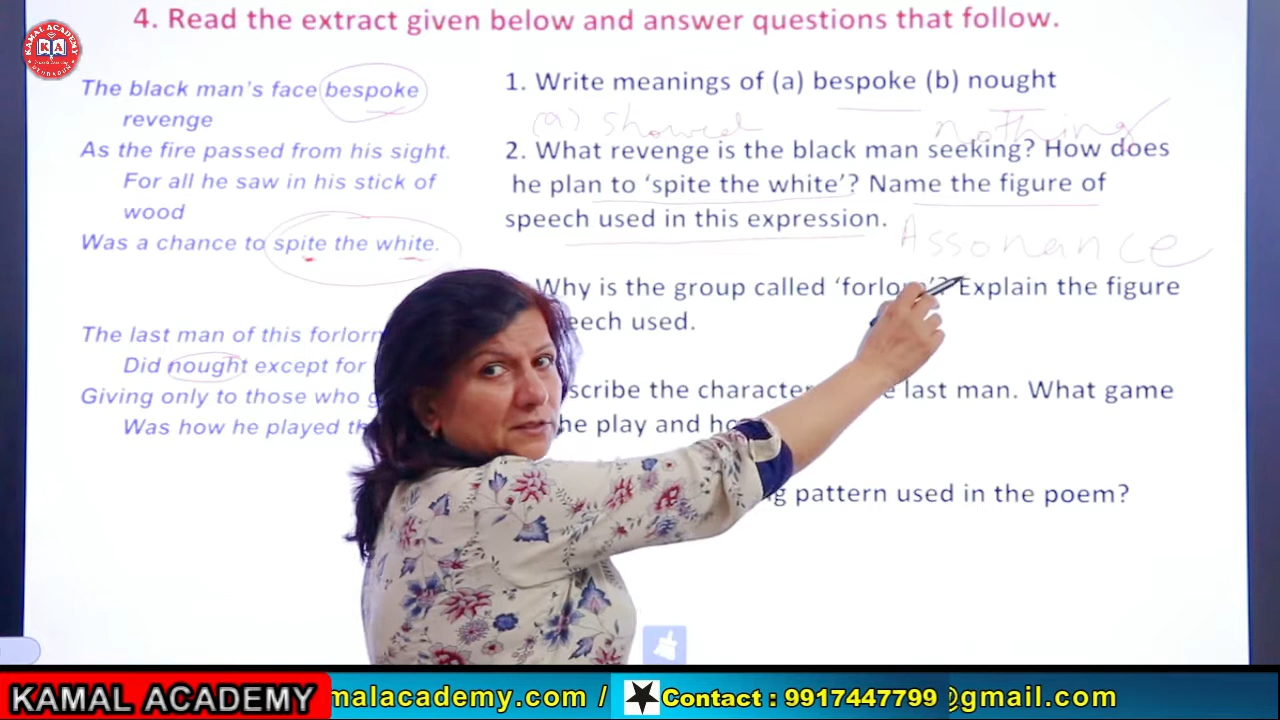 KAMAL ACADEMY
KA
DEHRADUN
4. Read the extract given below and answer questions that follow.
The black man's face bespoke
revenge
As the fire passed from his sight.
For all he saw in his stick of
wood
Was a chance to spite the white.
The last man of this forlorn
Did nought except for
Giving only to those who g
Was how he played th
1. Write meanings of (a) bespoke (b) nought
(a) showed nothing
2. What revenge is the black man seeking? How does
he plan to 'spite the white'? Name the figure of
speech used in this expression.
Assonance
Why is the group called 'forlorn'? Explain the figure
eech used.
scribe the character last man. What game
he play and ho
g pattern used in the poem?
KAMAL ACADEMY
malacademy.com / Contact : 9917447799 @gmail.com